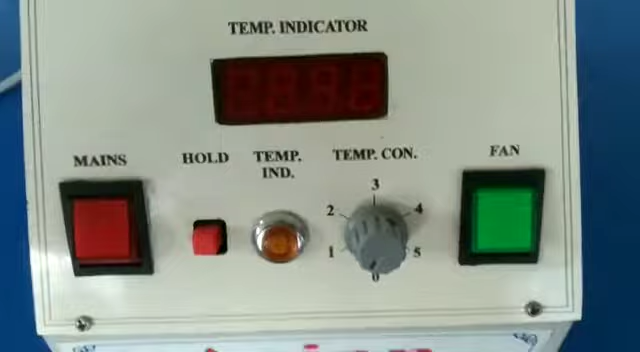 TEMP. INDICATOR
MAINS HOLD TEMP. IND. TEMP. CON. FAN
3
2 4
1 5
0